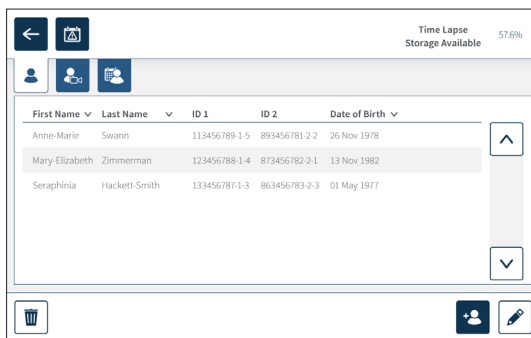 Time Lapse
Storage Available
57.6%
First Name Last Name ID 1 ID 2 Date of Birth
Anne-Marie Swann 113456789-1-5 893456781-2-2 26 Nov 1978
Mary-Elizabeth Zimmerman 123456788-1-4 873456782-2-1 13 Nov 1982
Seraphinia Hackett-Smith 133456787-1-3 863456783-2-3 01 May 1977